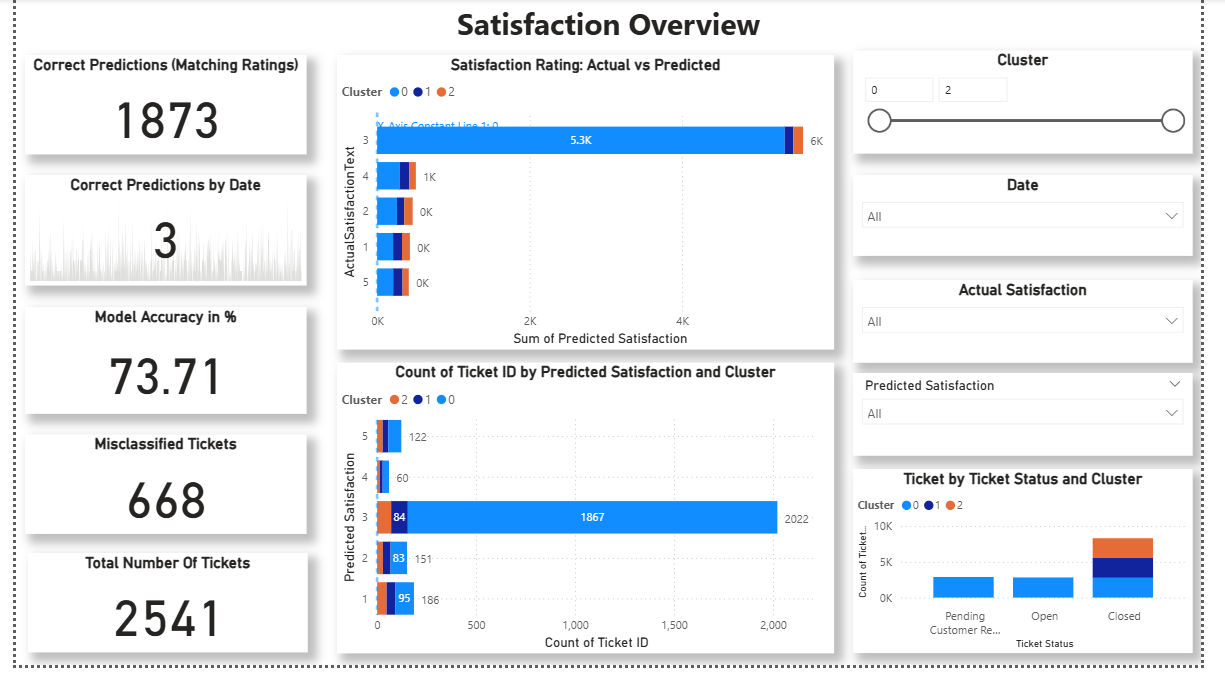 Satisfaction Overview
Correct Predictions (Matching Ratings)
1873
Correct Predictions by Date
3
Model Accuracy in %
73.71
Misclassified Tickets
668
Total Number Of Tickets
2541
Satisfaction Rating: Actual vs Predicted
Cluster 0 1 2
X-Axis Constant Line 1: 0
ActualSatisfactionText
3 5.3K 6K
4 1K
2 0K
1 0K
5 0K
0K 2K 4K
Sum of Predicted Satisfaction
Count of Ticket ID by Predicted Satisfaction and Cluster
Cluster 2 1 0
Predicted Satisfaction
5 122
4 60
3 84 1867 2022
2 83 151
1 95 186
0 500 1,000 1,500 2,000
Count of Ticket ID
Cluster
0 2
Date
All
Actual Satisfaction
All
Predicted Satisfaction
All
Ticket by Ticket Status and Cluster
Cluster 0 1 2
Count of Ticket...
10K
5K
0K
Pending
Customer Re...
Open
Closed
Ticket Status